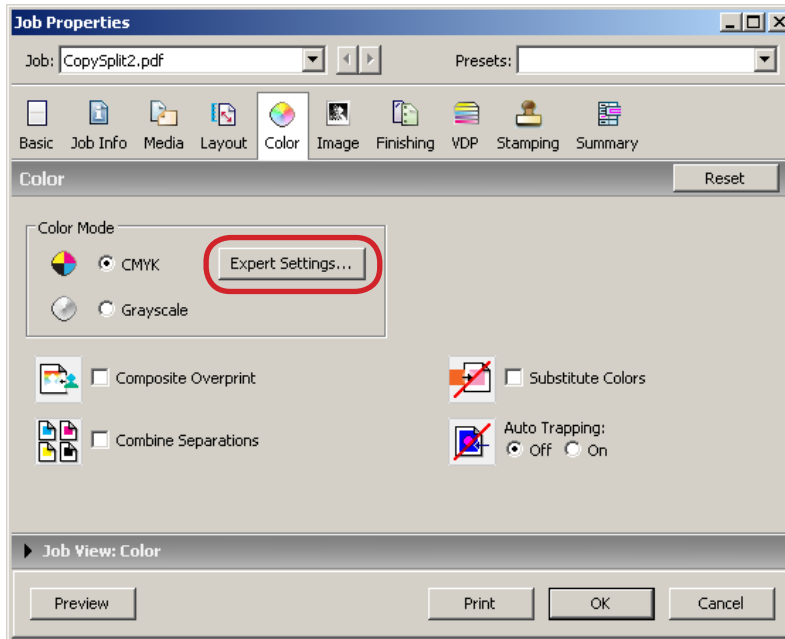 Job Properties
Job: CopySplit2.pdf Presets:
Basic Job Info Media Layout Color Image Finishing VDP Stamping Summary
Color Reset
Color Mode
CMYK Expert Settings...
Grayscale
Composite Overprint Substitute Colors
Combine Separations Auto Trapping:
Off On
Job View: Color
Preview Print OK Cancel